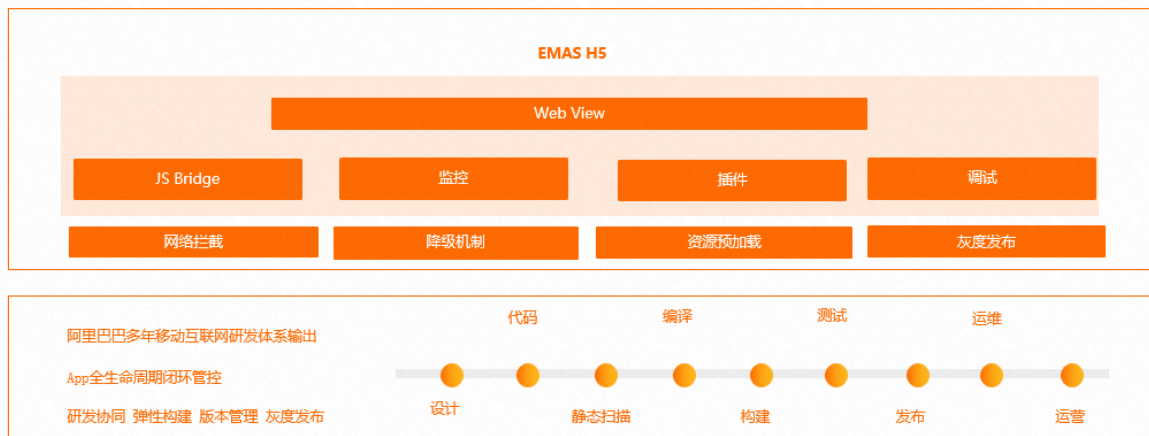 EMAS H5
Web View
JS Bridge
监控
插件
调试
网络拦截
降级机制
资源预加载
灰度发布
阿里巴巴多年移动互联网研发体系输出
App全生命周期闭环管控
研发协同 弹性构建 版本管理 灰度发布
代码
编译
测试
运维
设计
静态扫描
构建
发布
运营